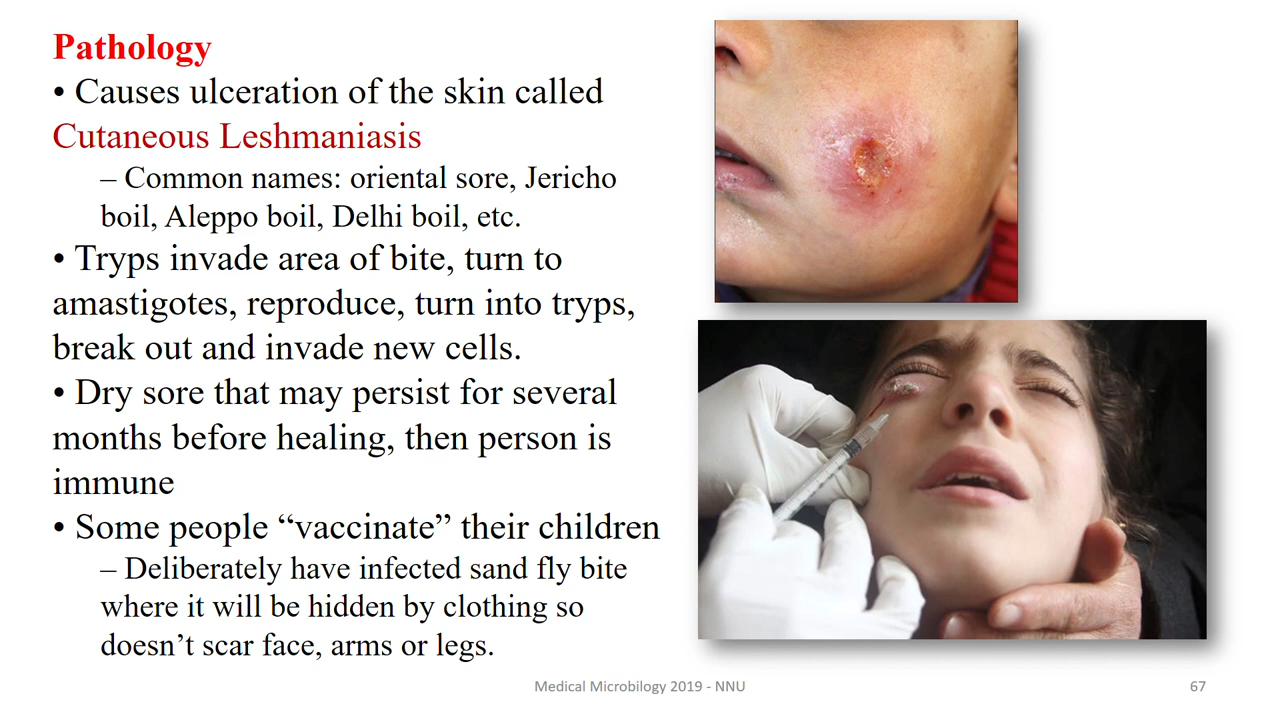 Pathology
• Causes ulceration of the skin called
Cutaneous Leshmaniasis
– Common names: oriental sore, Jericho
boil, Aleppo boil, Delhi boil, etc.
• Tryps invade area of bite, turn to
amastigotes, reproduce, turn into tryps,
break out and invade new cells.
• Dry sore that may persist for several
months before healing, then person is
immune
• Some people “vaccinate” their children
– Deliberately have infected sand fly bite
where it will be hidden by clothing so
doesn’t scar face, arms or legs.
Medical Microbilogy 2019 - NNU
67